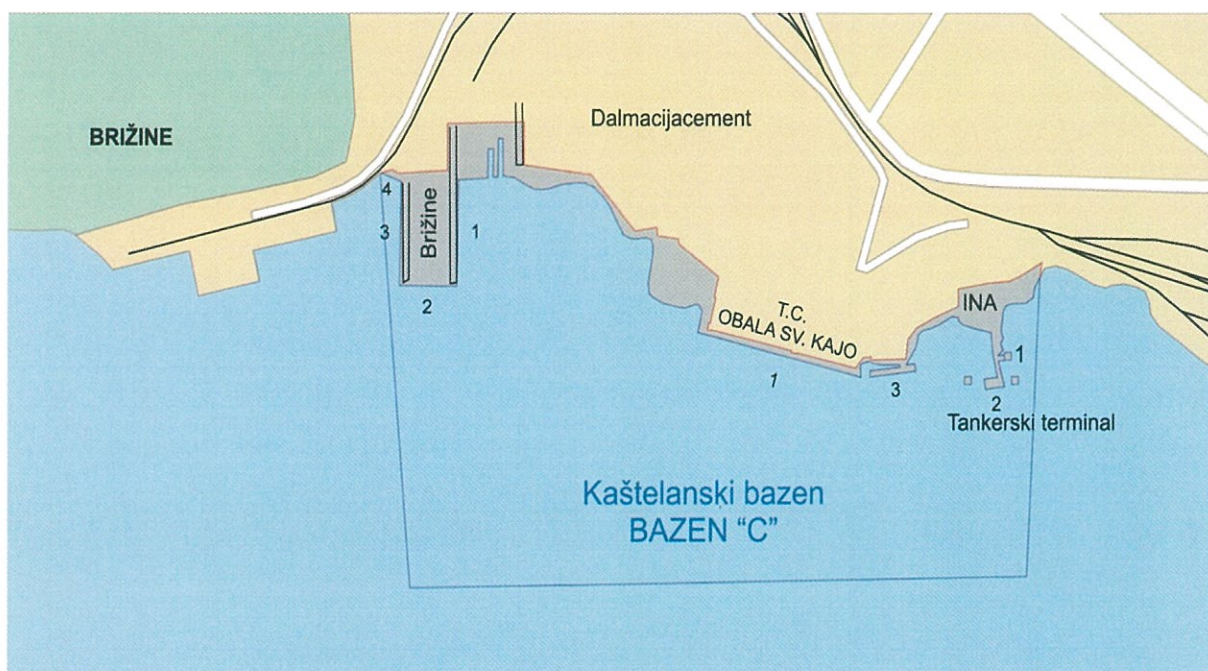 BRIŽINE
Dalmacijacement
4
3
Brižine
1
2
INA
T.C.
OBALA SV. KAJO
1
3
1
2
Tankerski terminal
Kaštelanski bazen
BAZEN “C”